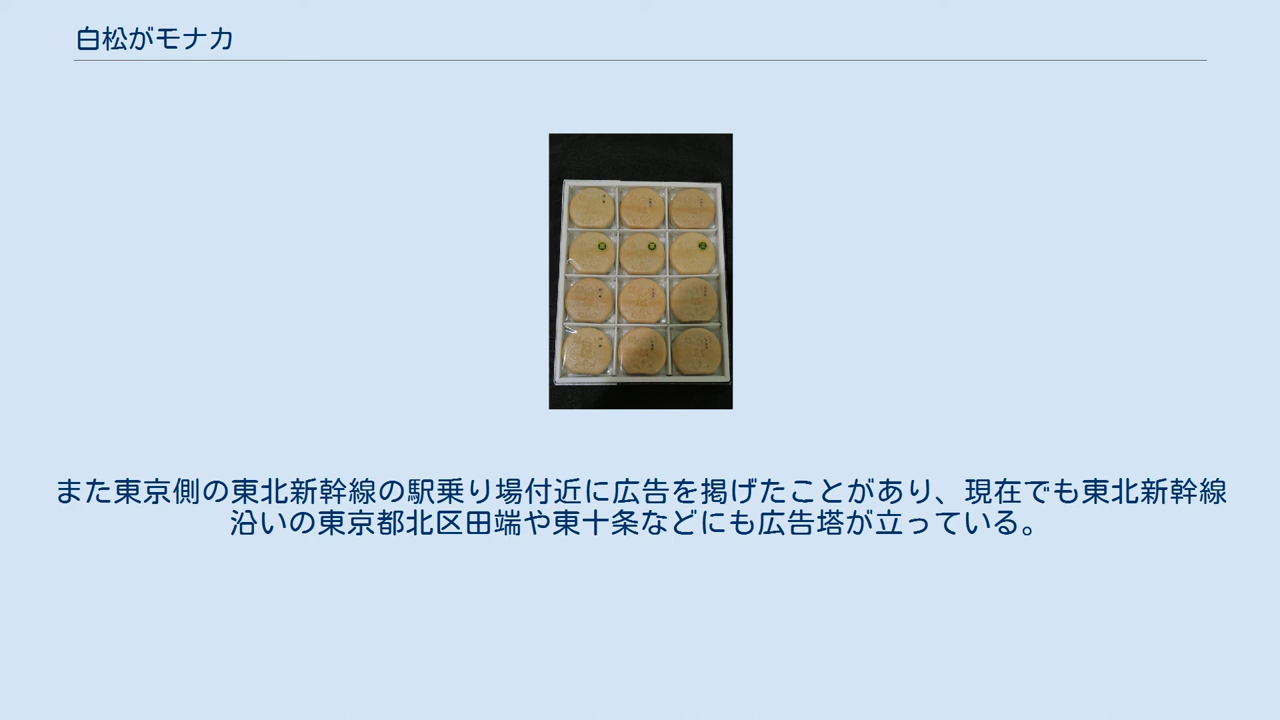 白松がモナカ
また東京側の東北新幹線の駅乗り場付近に広告を掲げたことがあり、現在でも東北新幹線
沿いの東京都北区田端や東十条などにも広告塔が立っている。